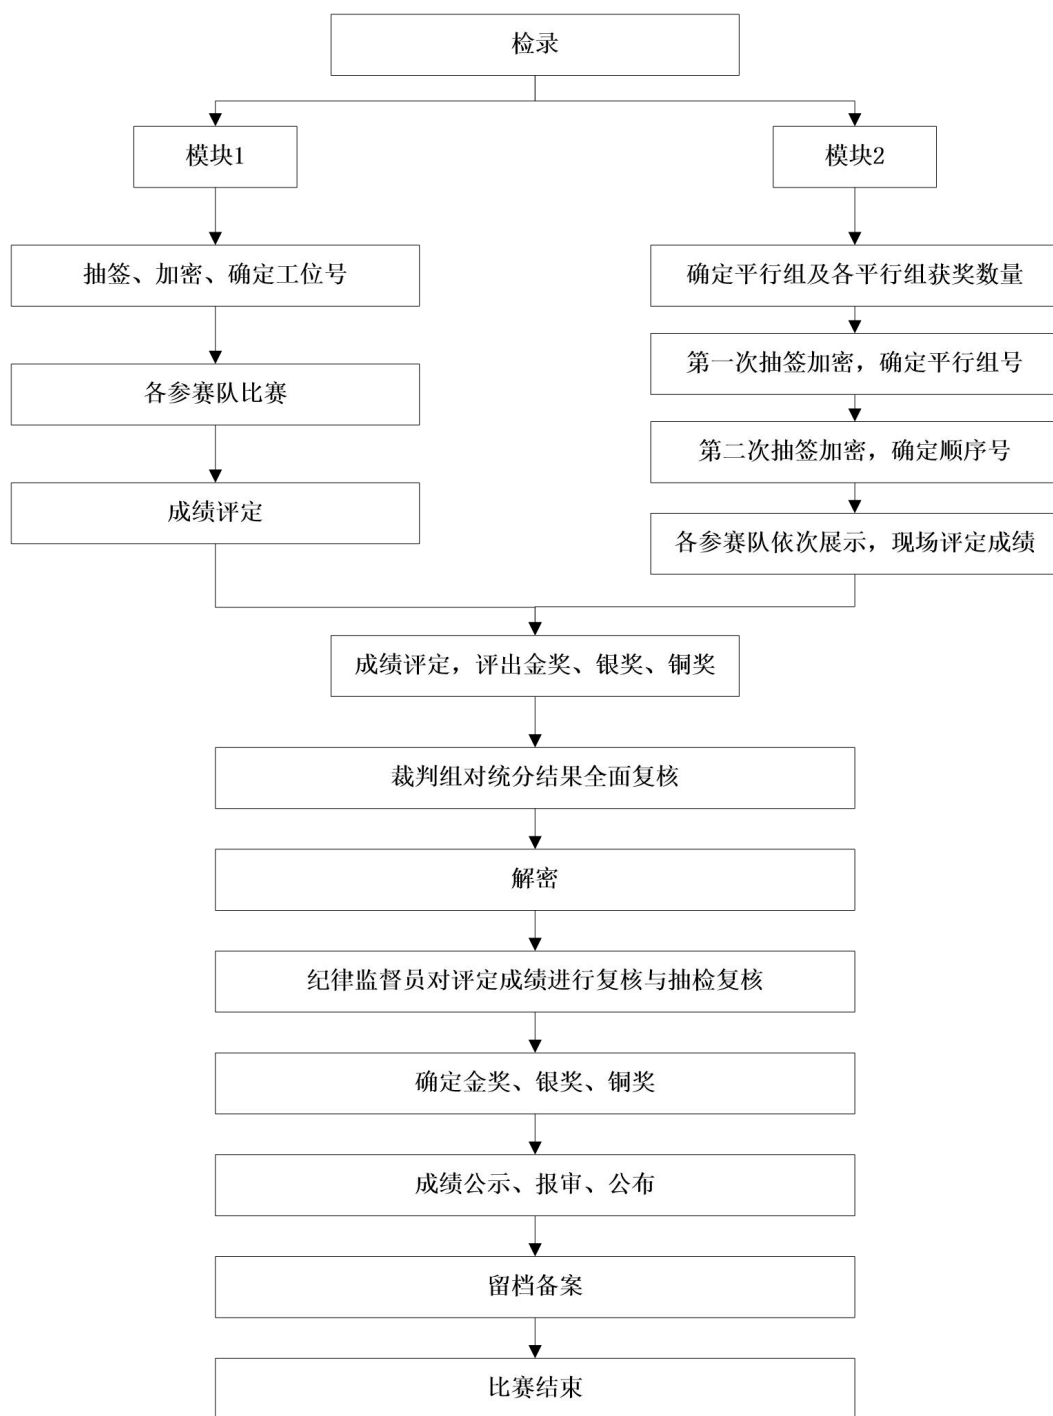 检录
模块1
模块2
抽签、加密、确定工位号
确定平行组及各平行组获奖数量
第一次抽签加密，确定平行组号
各参赛队比赛
第二次抽签加密，确定顺序号
成绩评定
各参赛队依次展示，现场评定成绩
成绩评定，评出金奖、银奖、铜奖
裁判组对统分结果全面复核
解密
纪律监督员对评定成绩进行复核与抽检复核
确定金奖、银奖、铜奖
成绩公示、报审、公布
留档备案
比赛结束